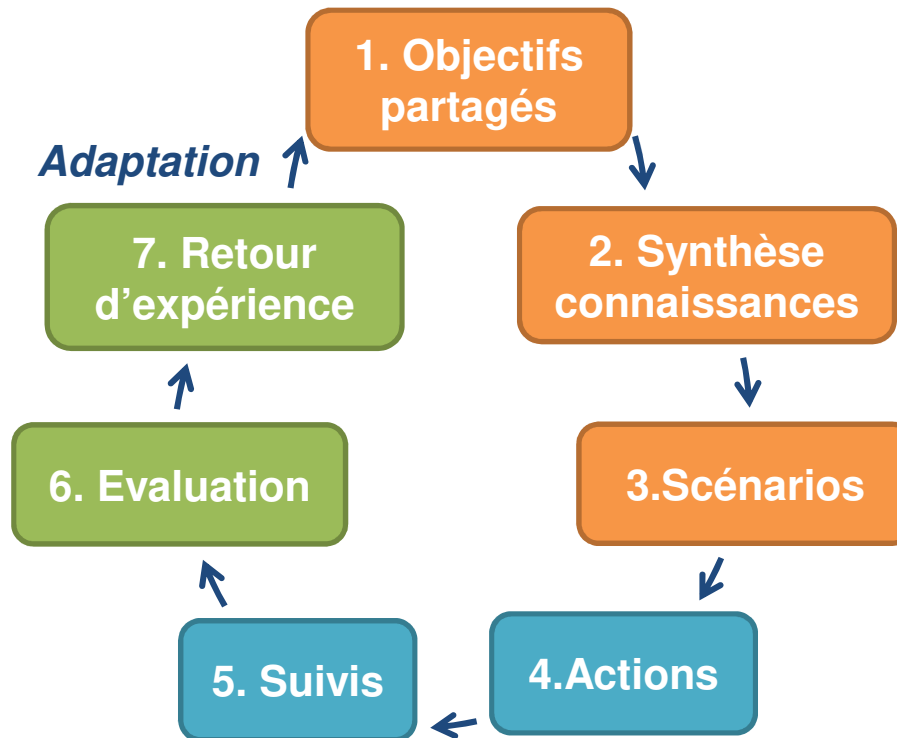 1. Objectifs
partagés
Adaptation
7. Retour
d’expérience
2. Synthèse
connaissances
6. Evaluation
3.Scénarios
5. Suivis
4.Actions